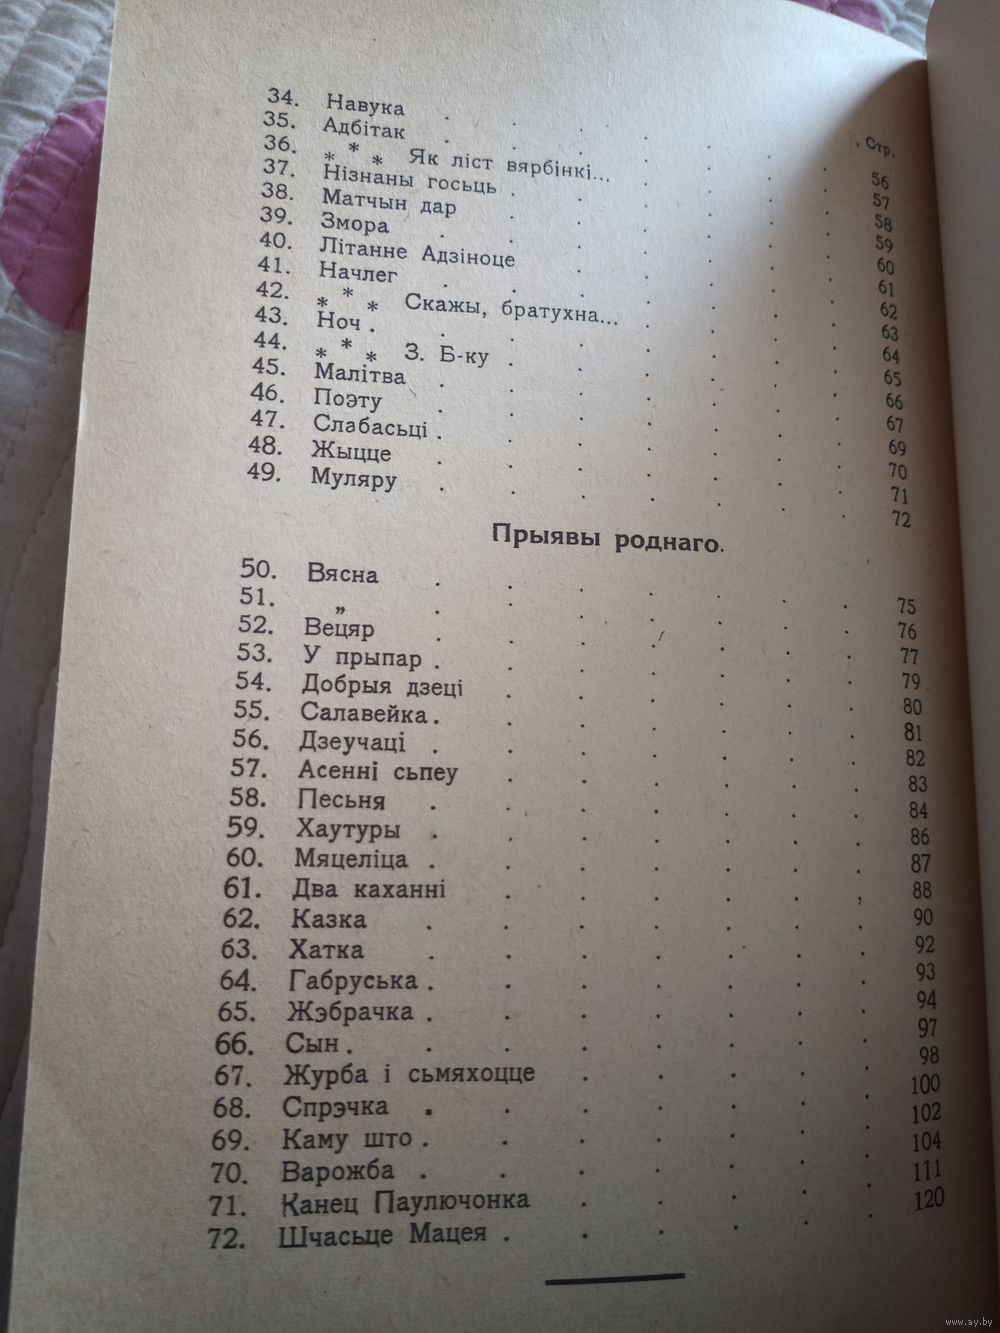 Стр.
34. Навука . . . . . . 56
35. Адбітак . . . . . . 57
36. * * * Як ліст вярбінкі... . . . 58
37. Нізнаны госьць . . . . . 59
38. Матчын дар . . . . . 60
39. Змора . . . . . . 61
40. Літанне Адзіноце . . . . 62
41. Начлег . . . . . . 63
42. * * * Скажы, братухна... . . . 64
43. Ноч . . . . . . . 65
44. * * * З. Б-ку . . . . . 66
45. Малітва . . . . . . 67
46. Поэту . . . . . . 69
47. Слабасьці . . . . . . 70
48. Жыцце . . . . . . 71
49. Муляру . . . . . . 72
Прыявы роднаго.
50. Вясна . . . . . . 75
51. „ . . . . . . 76
52. Вецяр . . . . . . 77
53. У прыпар . . . . . . 79
54. Добрыя дзеці . . . . . 80
55. Салавейка . . . . . . 81
56. Дзеучаці . . . . . . 82
57. Асенні сьпеу . . . . . 83
58. Песьня . . . . . . 84
59. Хаутуры . . . . . . 86
60. Мяцеліца . . . . . . 87
61. Два каханні . . . . . 88
62. Казка . . . . . . 90
63. Хатка . . . . . . 92
64. Габруська . . . . . . 93
65. Жэбрачка . . . . . . 94
66. Сын . . . . . . . 97
67. Журба і сьмяхоцце . . . . 98
68. Спрэчка . . . . . . 100
69. Каму што . . . . . . 102
70. Варожба . . . . . . 104
71. Канец Паулючонка . . . . 111
72. Шчасьце Мацея . . . . . 120
www.ay.by